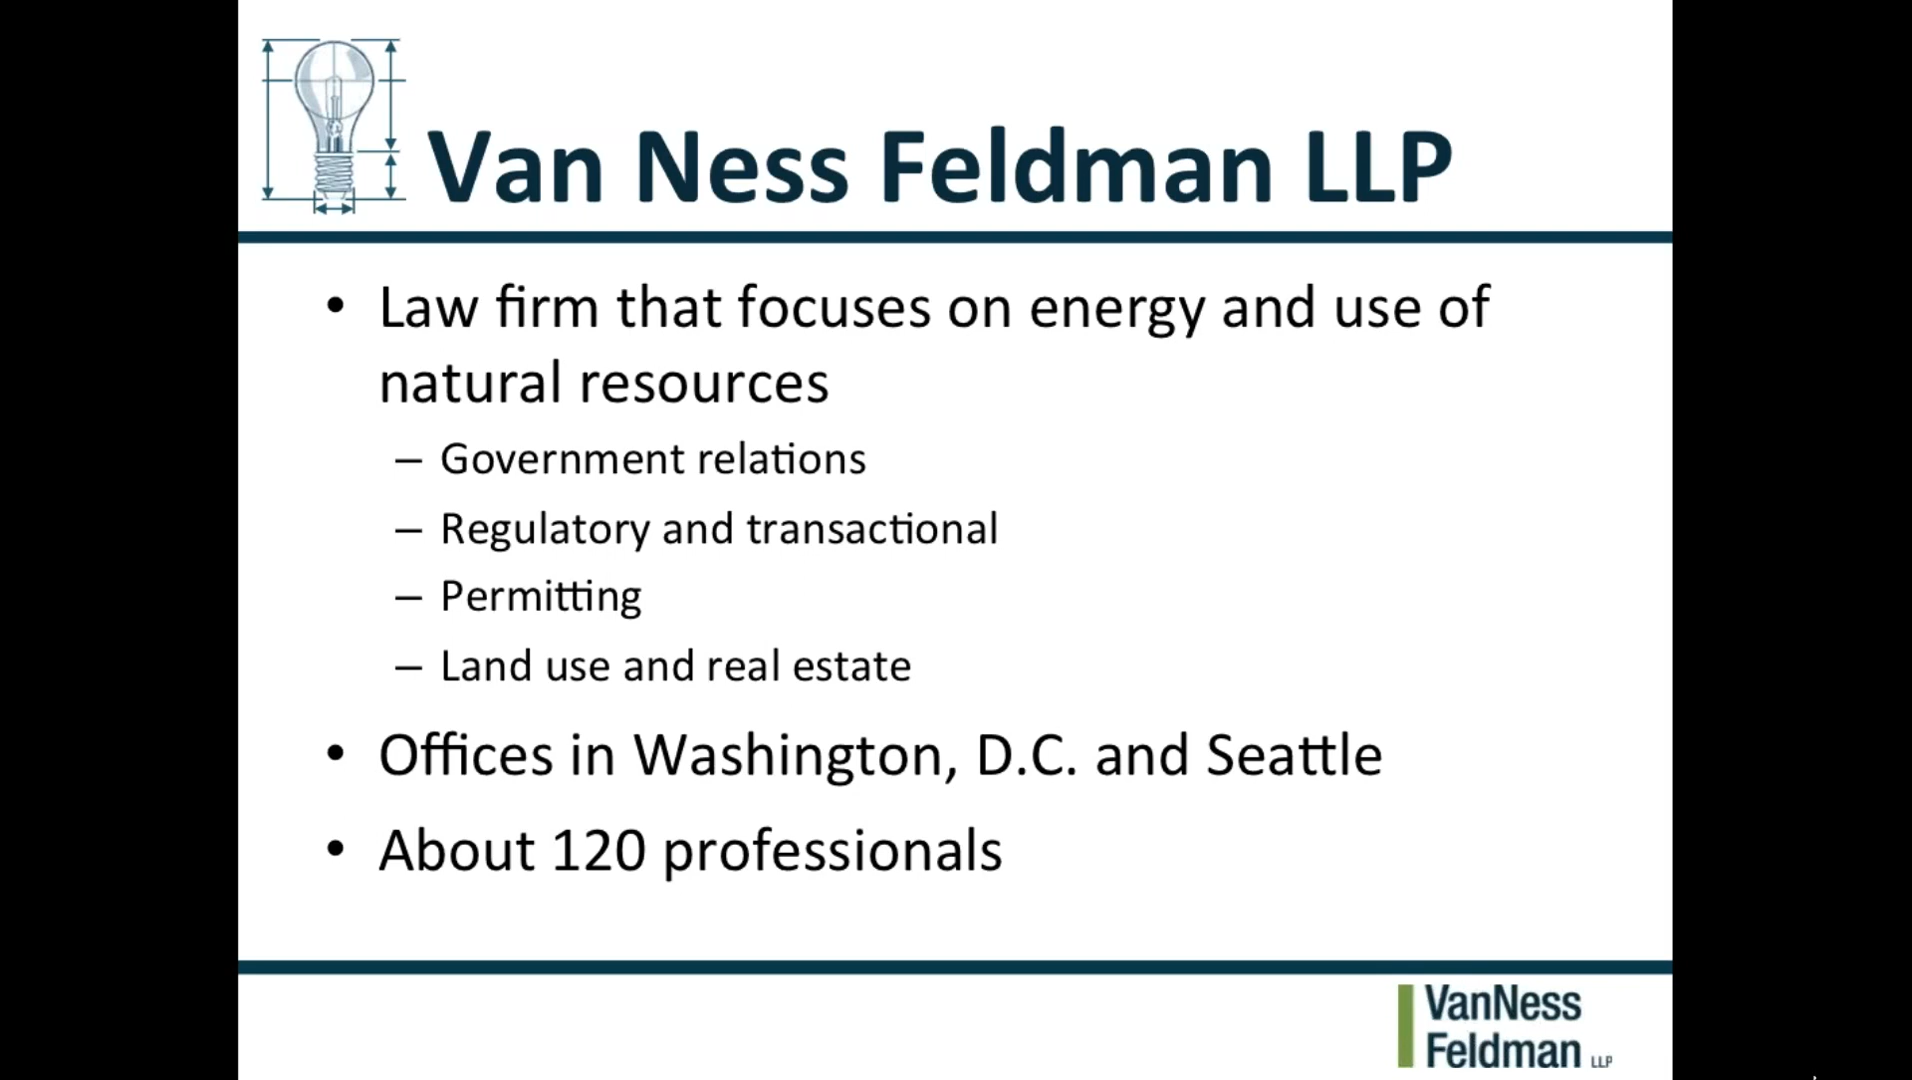 Van Ness Feldman LLP
• Law firm that focuses on energy and use of
natural resources
– Government relations
– Regulatory and transactional
– Permitting
– Land use and real estate
• Offices in Washington, D.C. and Seattle
• About 120 professionals
VanNess
Feldman LLP